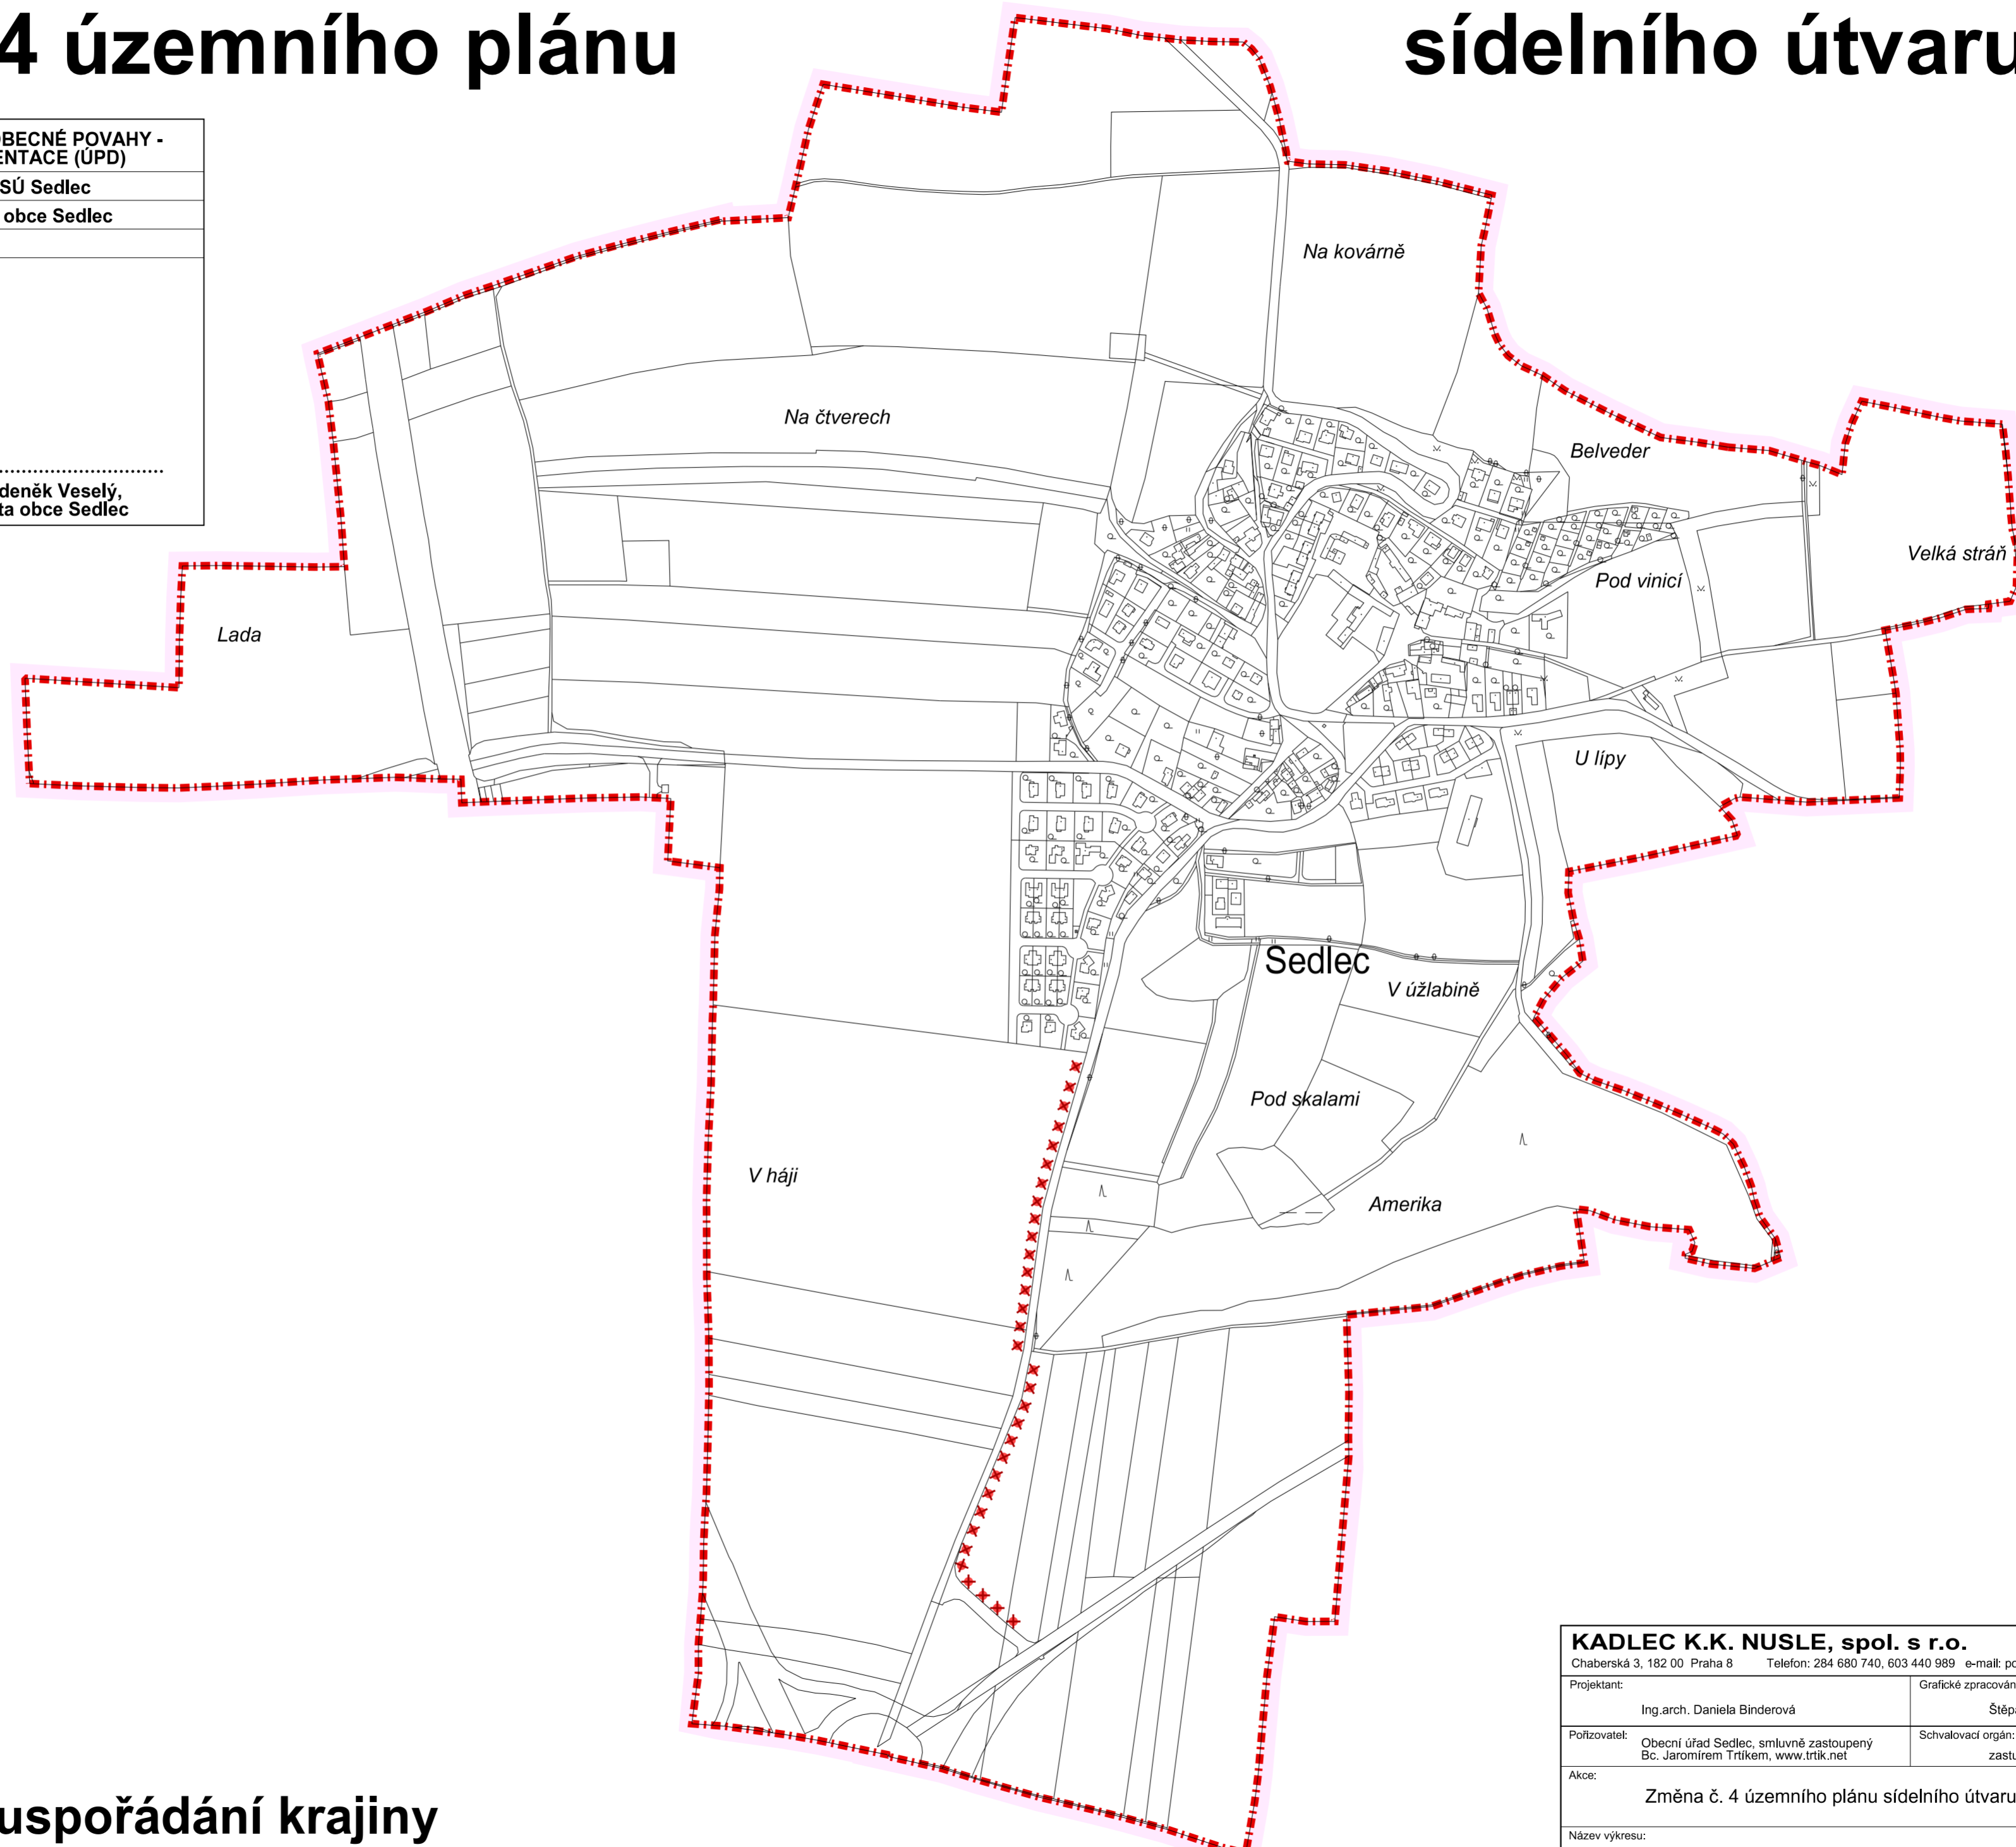 4 územního plánu
sídelního útvaru
OBECNÉ POVAHY -
ENTACE (ÚPD)
SÚ Sedlec
obce Sedlec
deněk Veselý,
ta obce Sedlec
Na kovárně
Na čtverech
Belveder
Velká stráň
Pod vinicí
Lada
U lípy
Sedlec
V úžlabině
Pod skalami
V háji
Amerika
KADLEC K.K. NUSLE, spol. s r.o.
Chaberská 3, 182 00 Praha 8 Telefon: 284 680 740, 603 440 989 e-mail: po
Projektant:
Grafické zpracován
Ing.arch. Daniela Binderová
Štěpá
Pořizovatel:
Obecní úřad Sedlec, smluvně zastoupený
Bc. Jaromírem Trtíkem, www.trtik.net
Schvalovací orgán:
zastu
Akce:
Změna č. 4 územního plánu sídelního útvaru
Název výkresu:
uspořádání krajiny